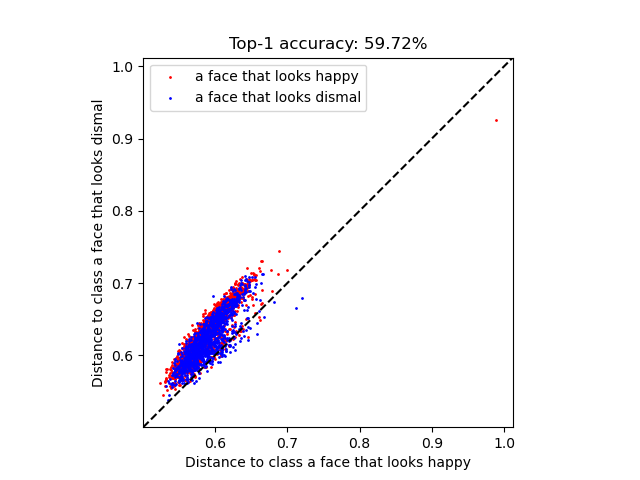 Top-1 accuracy: 59.72%
a face that looks happy
a face that looks dismal
Distance to class a face that looks dismal
1.0
0.9
0.8
0.7
0.6
0.6 0.7 0.8 0.9 1.0
Distance to class a face that looks happy